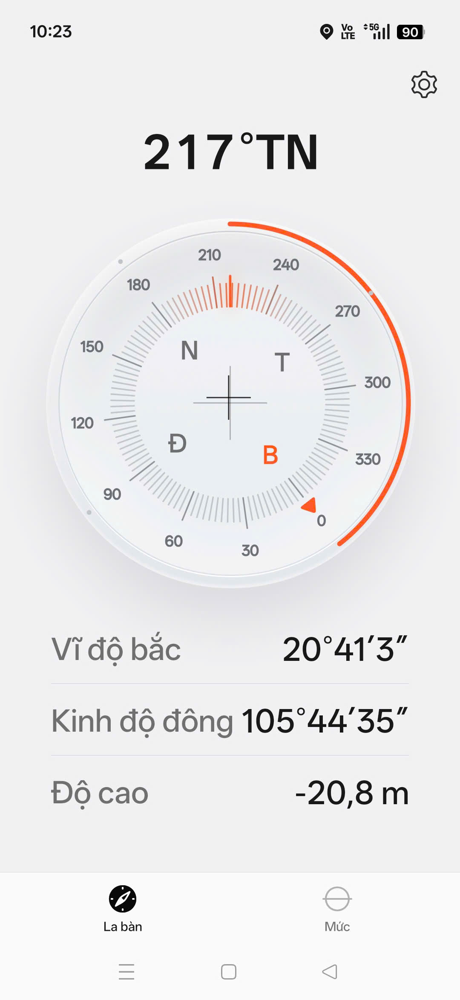 10:23
Vo LTE 5G 90
217°TN
210
240
180
270
150
N
T
300
120
Đ
B
330
90
0
60
30
Vĩ độ bắc 20°41′3″
Kinh độ đông 105°44′35″
Độ cao -20,8 m
La bàn Mức